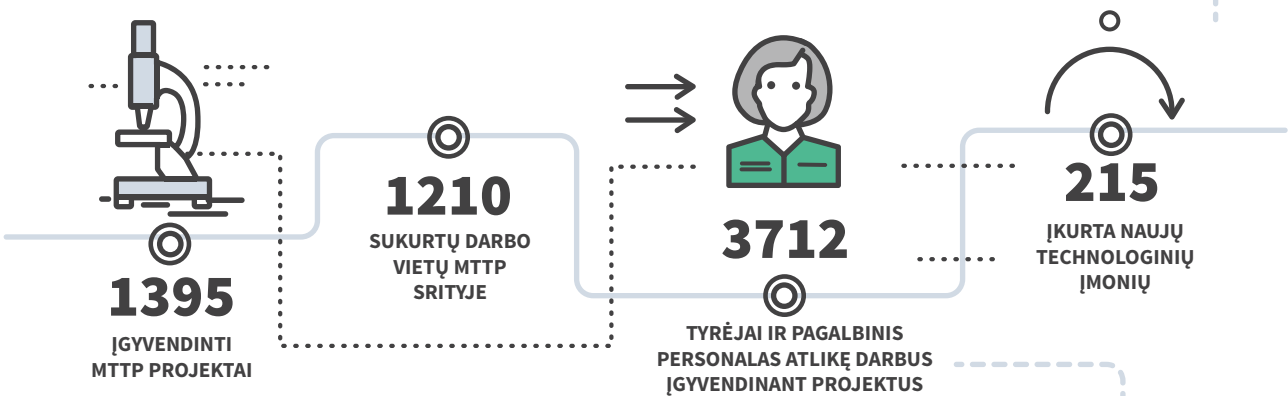 1395
ĮGYVENDINTI
MTTP PROJEKTAI
1210
SUKURTŲ DARBO
VIETŲ MTTP
SRITYJE
3712
TYRĖJAI IR PAGALBINIS
PERSONALAS ATLIKĘ DARBUS
ĮGYVENDINANT PROJEKTUS
215
ĮKURTA NAUJŲ
TECHNOLOGINIŲ
ĮMONIŲ